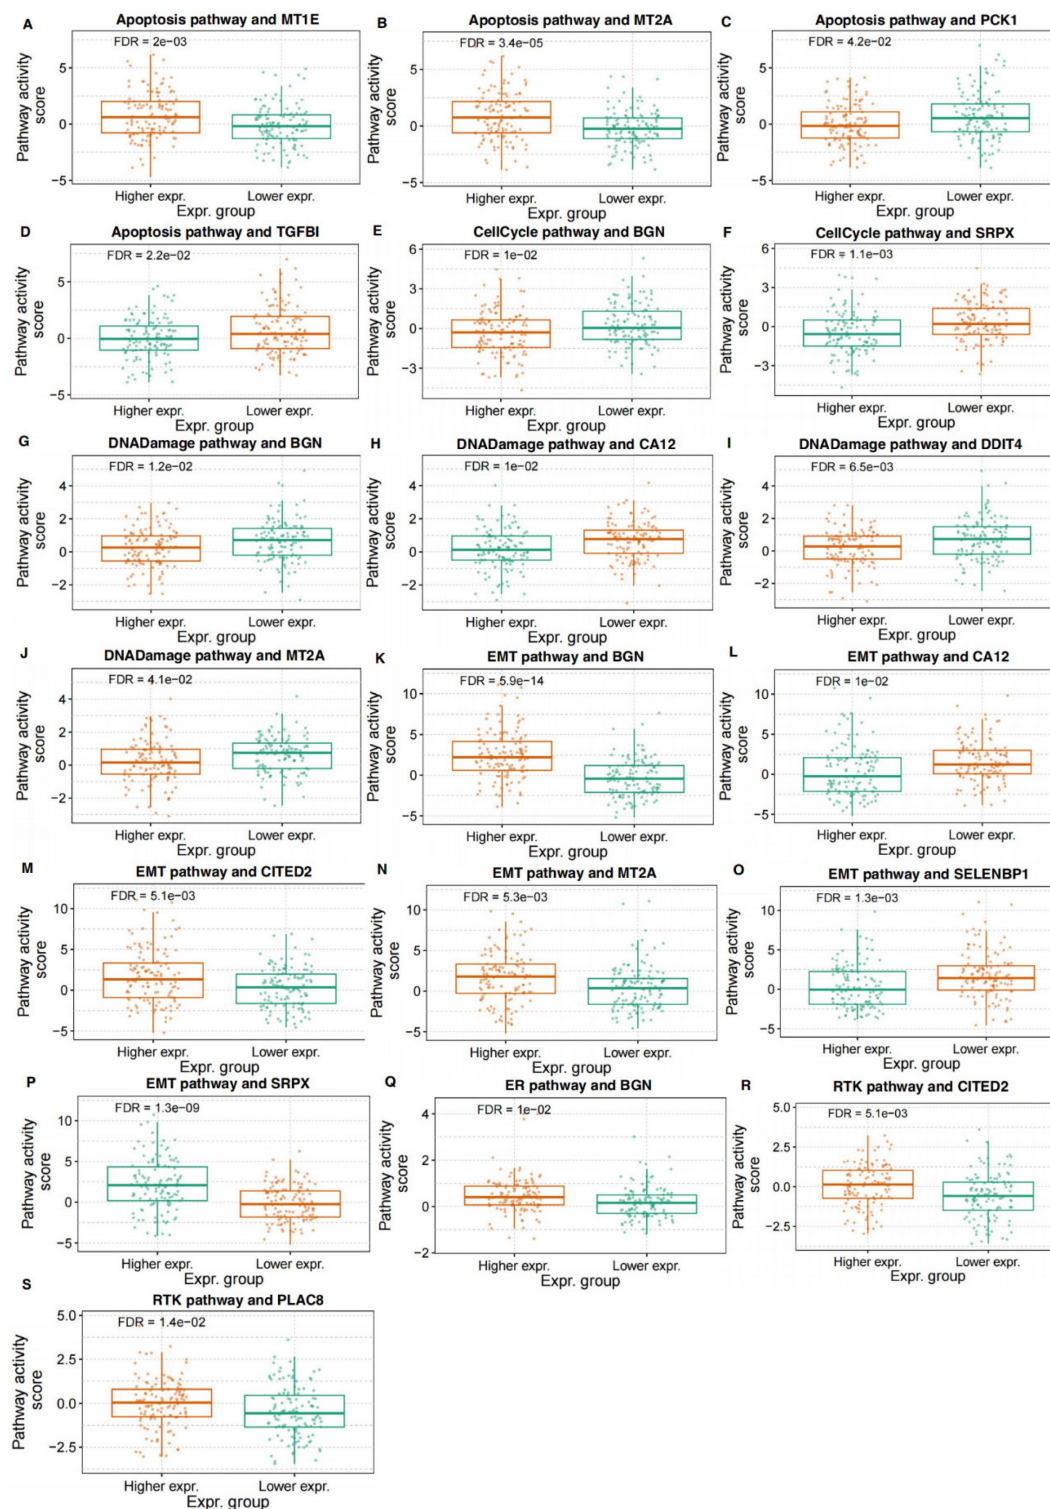 A
Apoptosis pathway and MT1E
FDR = 2e−03
Pathway activity
score
5
0
−5
Higher expr.
Lower expr.
Expr. group
B
Apoptosis pathway and MT2A
FDR = 3.4e−05
Pathway activity
score
5
0
−5
Higher expr.
Lower expr.
Expr. group
C
Apoptosis pathway and PCK1
FDR = 4.2e−02
Pathway activity
score
5
0
−5
Higher expr.
Lower expr.
Expr. group
D
Apoptosis pathway and TGFBI
FDR = 2.2e−02
Pathway activity
score
5
0
−5
Higher expr.
Lower expr.
Expr. group
E
CellCycle pathway and BGN
FDR = 1e−02
Pathway activity
score
6
3
0
−3
Higher expr.
Lower expr.
Expr. group
F
CellCycle pathway and SRPX
FDR = 1.1e−03
Pathway activity
score
6
3
0
−3
Higher expr.
Lower expr.
Expr. group
G
DNADamage pathway and BGN
FDR = 1.2e−02
Pathway activity
score
4
2
0
−2
Higher expr.
Lower expr.
Expr. group
H
DNADamage pathway and CA12
FDR = 1e−02
Pathway activity
score
4
2
0
−2
Higher expr.
Lower expr.
Expr. group
I
DNADamage pathway and DDIT4
FDR = 6.5e−03
Pathway activity
score
4
2
0
−2
Higher expr.
Lower expr.
Expr. group
J
DNADamage pathway and MT2A
FDR = 4.1e−02
Pathway activity
score
4
2
0
−2
Higher expr.
Lower expr.
Expr. group
K
EMT pathway and BGN
FDR = 5.9e−14
Pathway activity
score
10
5
0
−5
Higher expr.
Lower expr.
Expr. group
L
EMT pathway and CA12
FDR = 1e−02
Pathway activity
score
10
5
0
−5
Higher expr.
Lower expr.
Expr. group
M
EMT pathway and CITED2
FDR = 5.1e−03
Pathway activity
score
10
5
0
−5
Higher expr.
Lower expr.
Expr. group
N
EMT pathway and MT2A
FDR = 5.3e−03
Pathway activity
score
10
5
0
−5
Higher expr.
Lower expr.
Expr. group
O
EMT pathway and SELENBP1
FDR = 1.3e−03
Pathway activity
score
10
5
0
−5
Higher expr.
Lower expr.
Expr. group
P
EMT pathway and SRPX
FDR = 1.3e−09
Pathway activity
score
10
5
0
−5
Higher expr.
Lower expr.
Expr. group
Q
ER pathway and BGN
FDR = 1e−02
Pathway activity
score
4
2
0
−2
Higher expr.
Lower expr.
Expr. group
R
RTK pathway and CITED2
FDR = 5.1e−03
Pathway activity
score
5.0
2.5
0.0
−2.5
Higher expr.
Lower expr.
Expr. group
S
RTK pathway and PLAC8
FDR = 1.4e−02
Pathway activity
score
5.0
2.5
0.0
−2.5
Higher expr.
Lower expr.
Expr. group